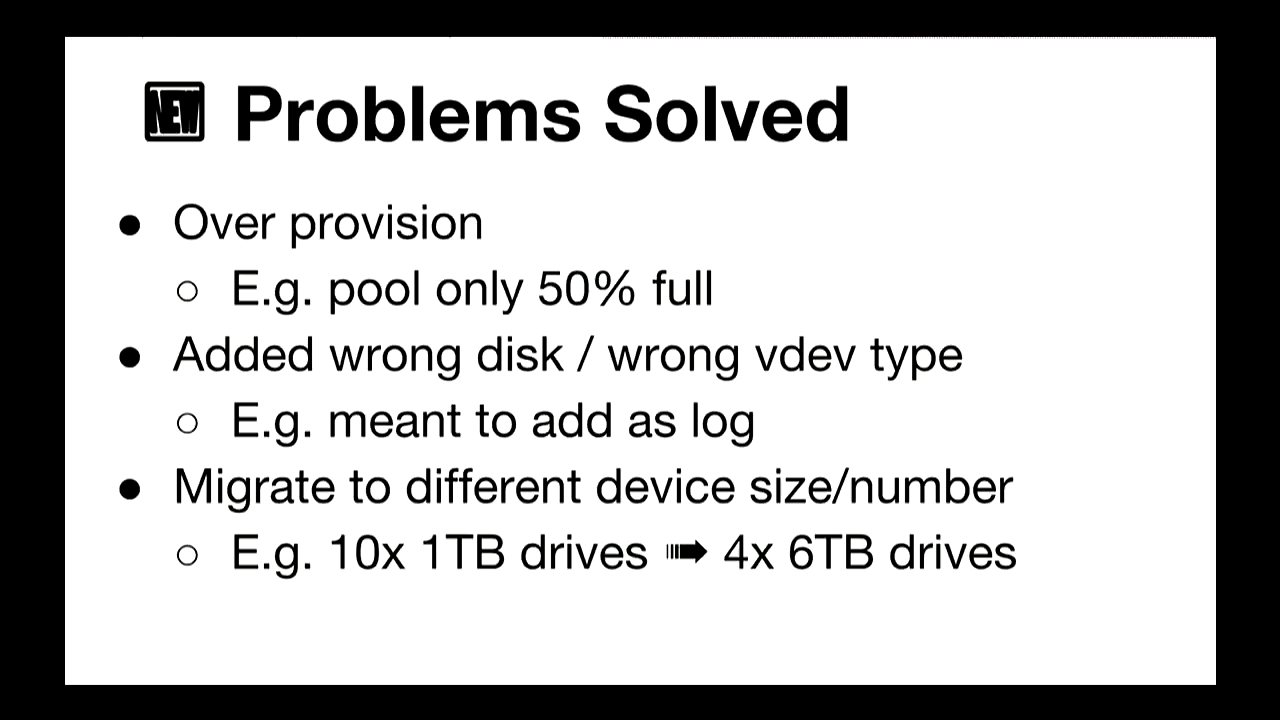 🆕 Problems Solved
● Over provision
○ E.g. pool only 50% full
● Added wrong disk / wrong vdev type
○ E.g. meant to add as log
● Migrate to different device size/number
○ E.g. 10x 1TB drives ➠ 4x 6TB drives